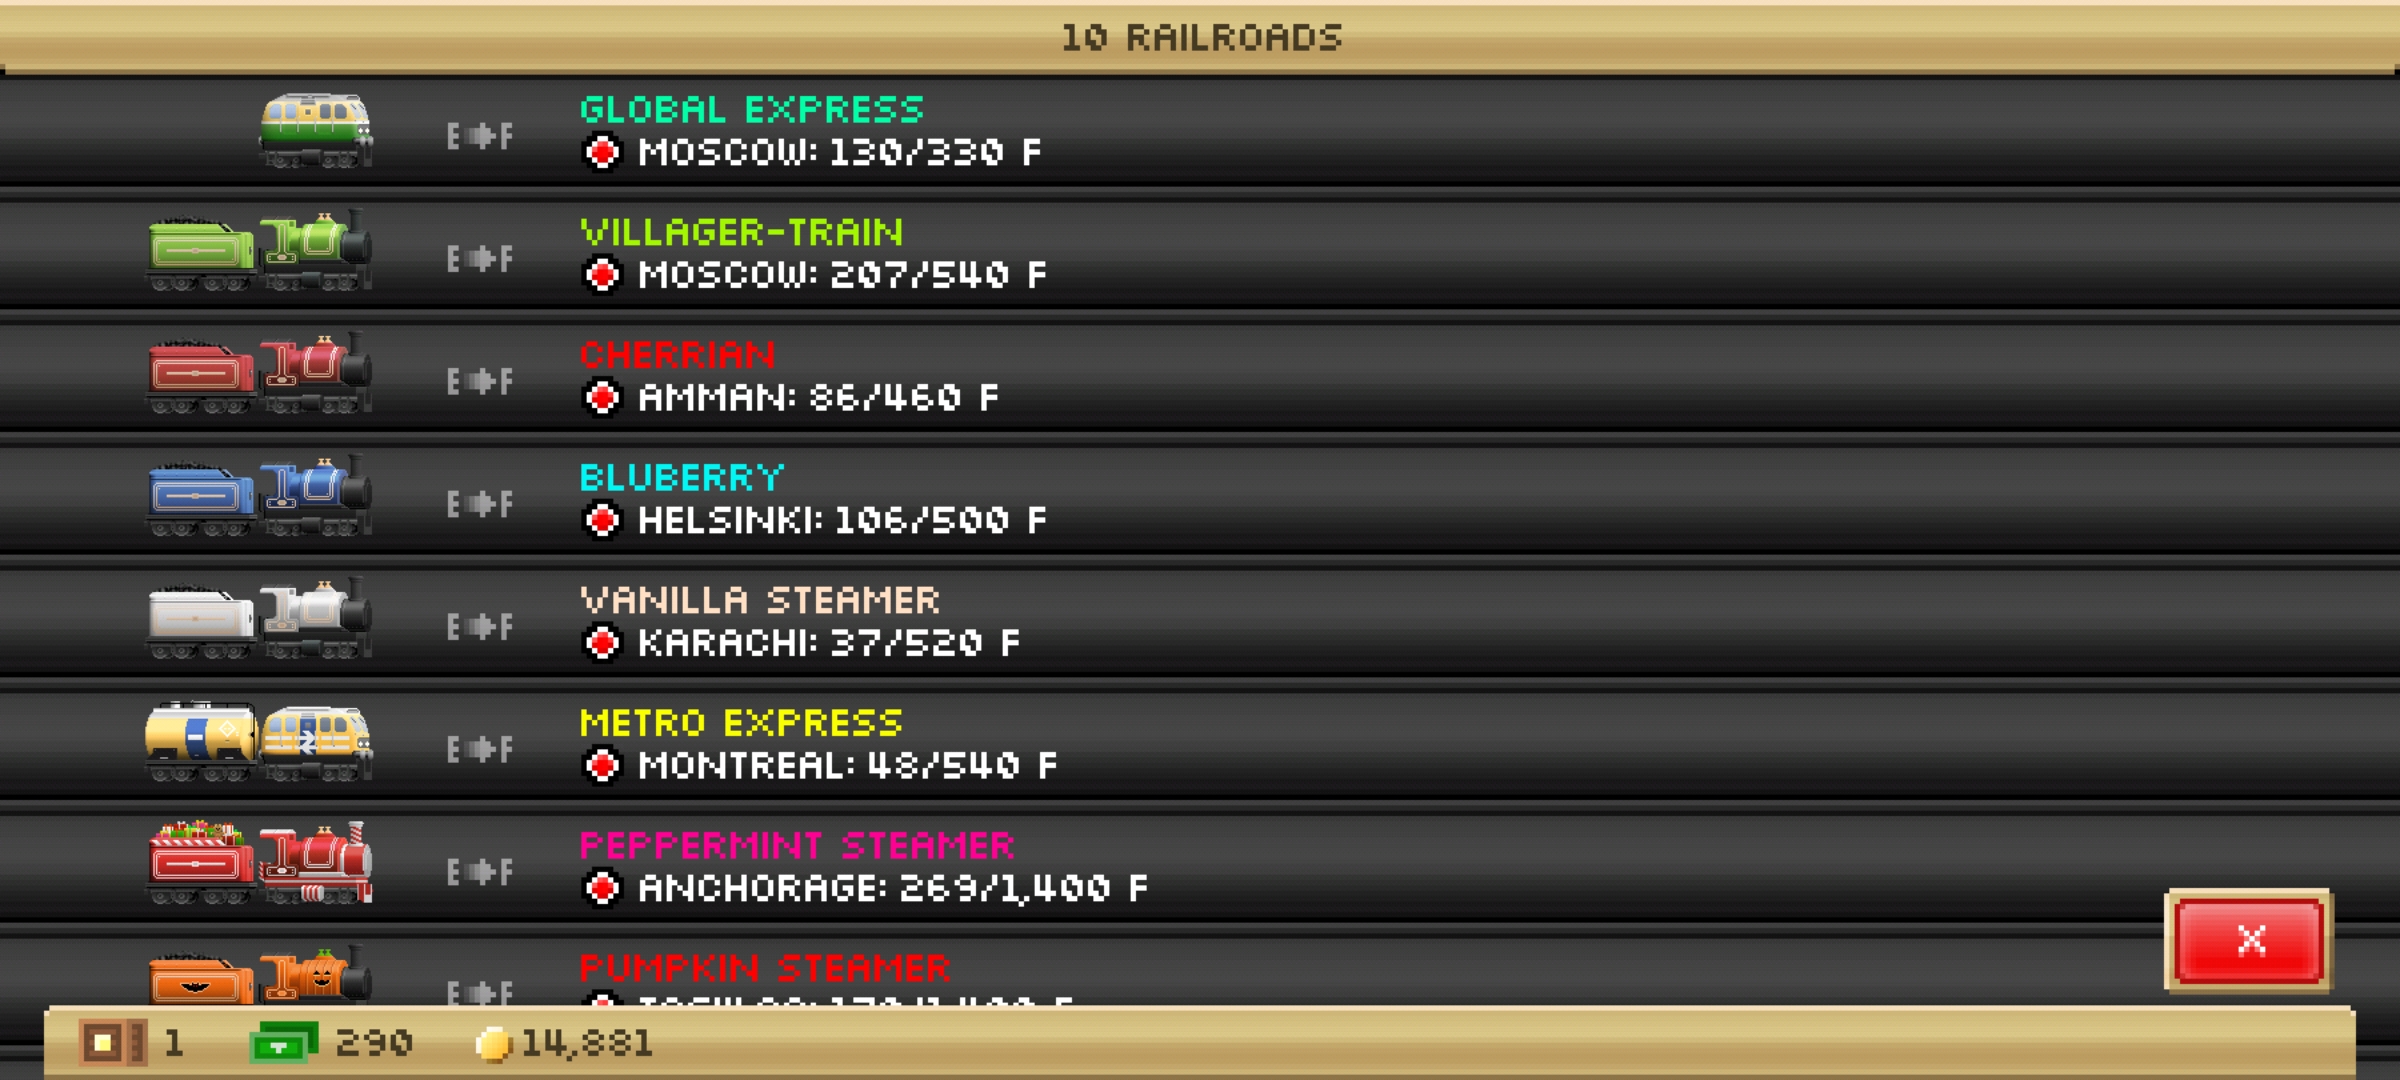 10 RAILROADS
E F
GLOBAL EXPRESS
MOSCOW: 130/330 F
E F
VILLAGER-TRAIN
MOSCOW: 207/540 F
E F
CHERRIAN
AMMAN: 86/460 F
E F
BLUBERRY
HELSINKI: 106/500 F
E F
VANILLA STEAMER
KARACHI: 37/520 F
E F
METRO EXPRESS
MONTREAL: 48/540 F
E F
PEPPERMINT STEAMER
ANCHORAGE: 269/1,400 F
E F
PUMPKIN STEAMER
X
1 290 14,881